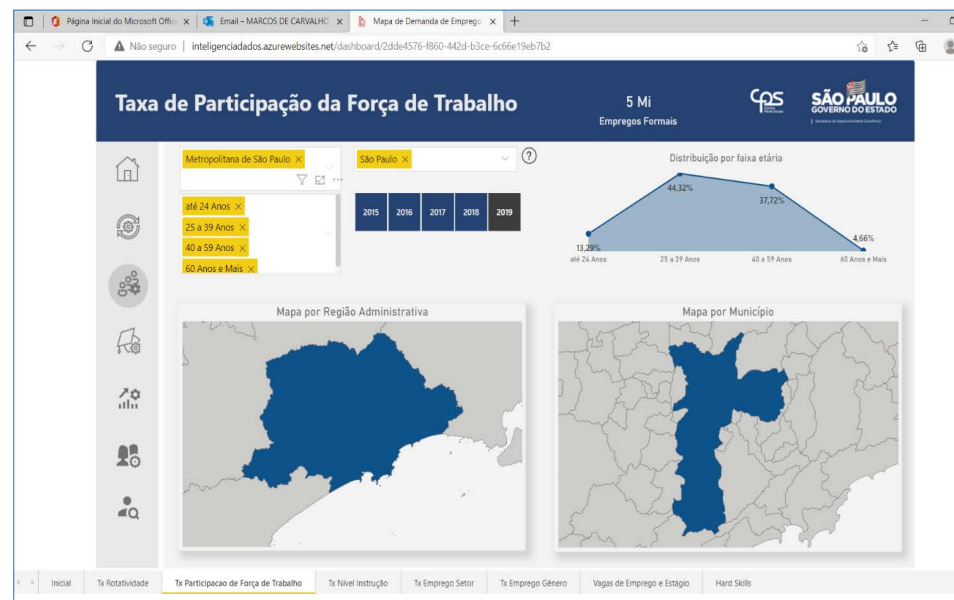 Página Inicial do Microsoft Offic ×
Email – MARCOS DE CARVALHO ×
Mapa de Demanda de Emprego ×
Não seguro | inteligenciadados.azurewebsites.net/dashboard/2dde4576-f860-442d-b3ce-6c66e19eb7b2
Taxa de Participação da Força de Trabalho
5 Mi
Empregos Formais
CPS
SÃO PAULO
GOVERNO DO ESTADO
Metropolitana de São Paulo ×
São Paulo ×
?
até 24 Anos ×
25 a 39 Anos ×
40 a 59 Anos ×
60 Anos e Mais ×
2015 2016 2017 2018 2019
Distribuição por faixa etária
13,29%
44,32%
37,72%
4,66%
até 24 Anos 25 a 39 Anos 40 a 59 Anos 60 Anos e Mais
Mapa por Região Administrativa
Mapa por Município
Inicial Tx Rotatividade Tx Participacao de Força de Trabalho Tx Nivel Instrução Tx Emprego Setor Tx Emprego Gênero Vagas de Emprego e Estágio Hard Skills